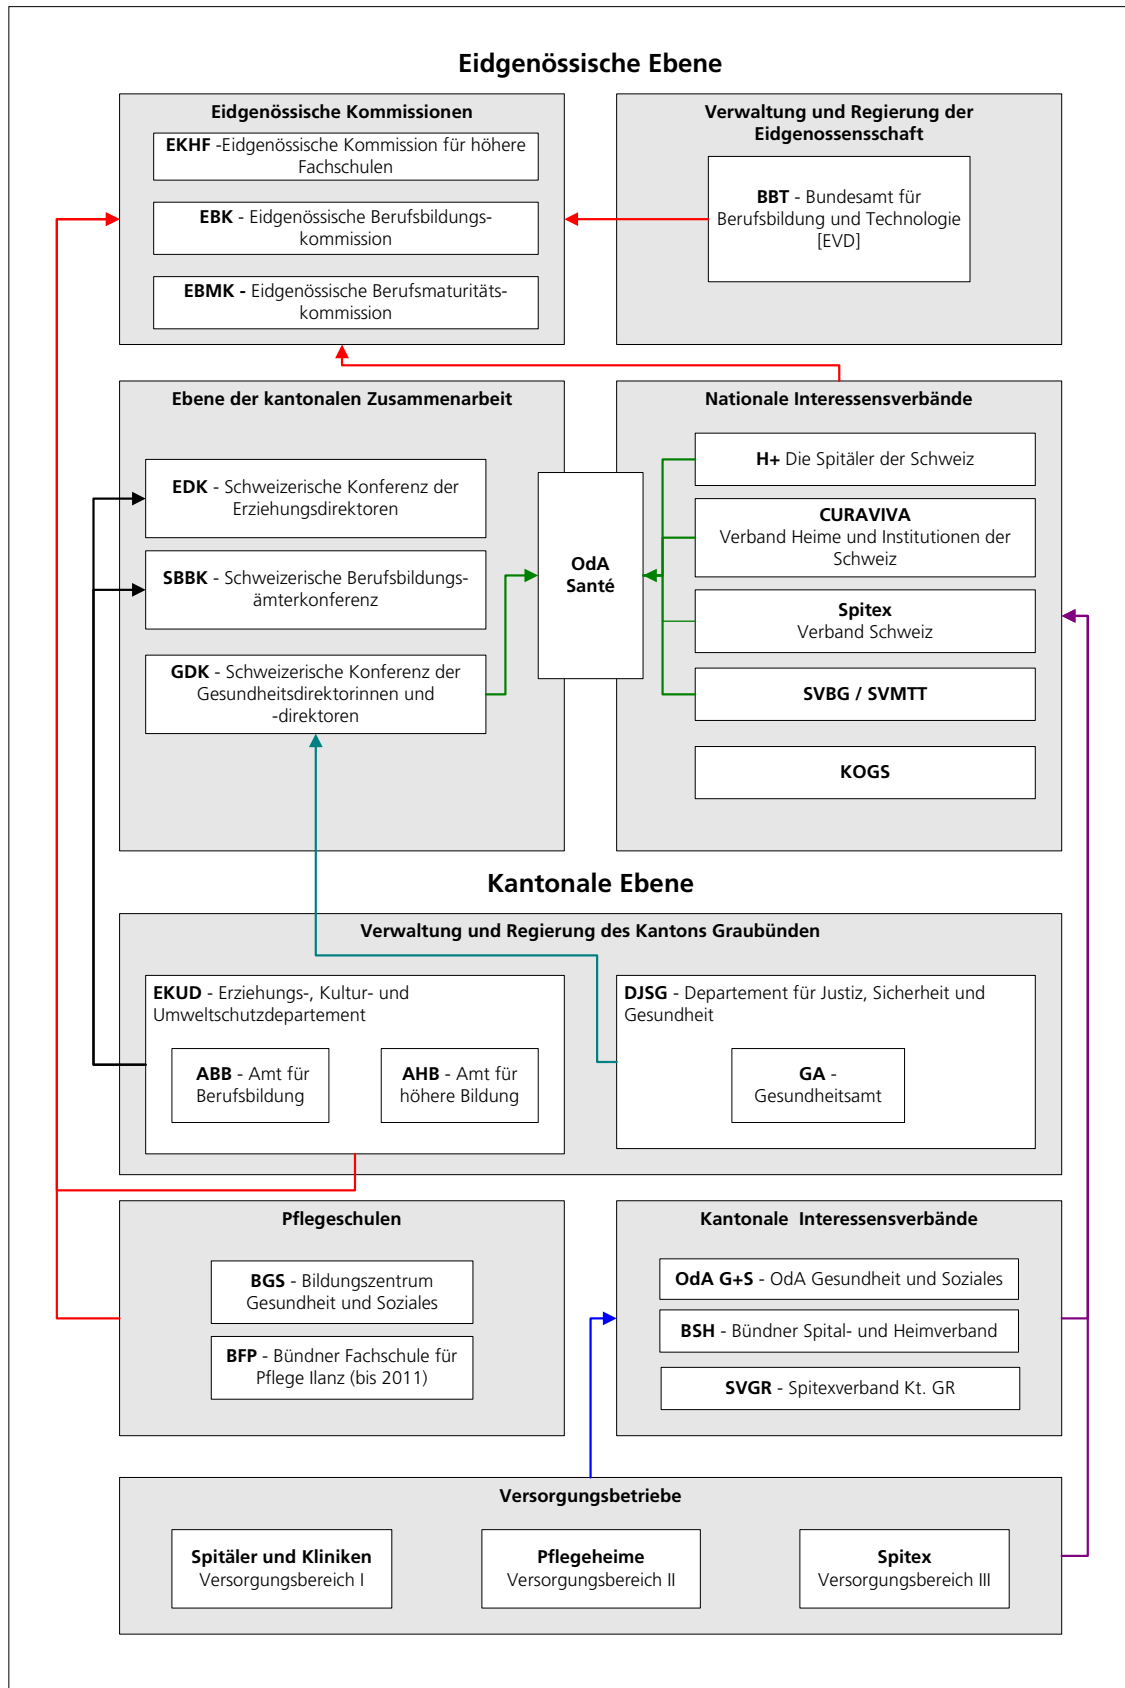 Eidgenössische Ebene
Eidgenössische Kommissionen
EKHF -Eidgenössische Kommission für höhere
Fachschulen
EBK - Eidgenössische Berufsbildungs-
kommission
EBMK - Eidgenössische Berufsmaturitäts-
kommission
Verwaltung und Regierung der
Eidgenossensschaft
BBT - Bundesamt für
Berufsbildung und Technologie
[EVD]
Ebene der kantonalen Zusammenarbeit
EDK - Schweizerische Konferenz der
Erziehungsdirektoren
SBBK - Schweizerische Berufsbildungs-
ämterkonferenz
GDK - Schweizerische Konferenz der
Gesundheitsdirektorinnen und
-direktoren
OdA
Santé
Nationale Interessensverbände
H+ Die Spitäler der Schweiz
CURAVIVA
Verband Heime und Institutionen der
Schweiz
Spitex
Verband Schweiz
SVBG / SVMTT
KOGS
Kantonale Ebene
Verwaltung und Regierung des Kantons Graubünden
EKUD - Erziehungs-, Kultur- und
Umweltschutzdepartement
ABB - Amt für
Berufsbildung
AHB - Amt für
höhere Bildung
DJSG - Departement für Justiz, Sicherheit und
Gesundheit
GA -
Gesundheitsamt
Pflegeschulen
BGS - Bildungszentrum
Gesundheit und Soziales
BFP - Bündner Fachschule für
Pflege Ilanz (bis 2011)
Kantonale Interessensverbände
OdA G+S - OdA Gesundheit und Soziales
BSH - Bündner Spital- und Heimverband
SVGR - Spitexverband Kt. GR
Versorgungsbetriebe
Spitäler und Kliniken
Versorgungsbereich I
Pflegeheime
Versorgungsbereich II
Spitex
Versorgungsbereich III